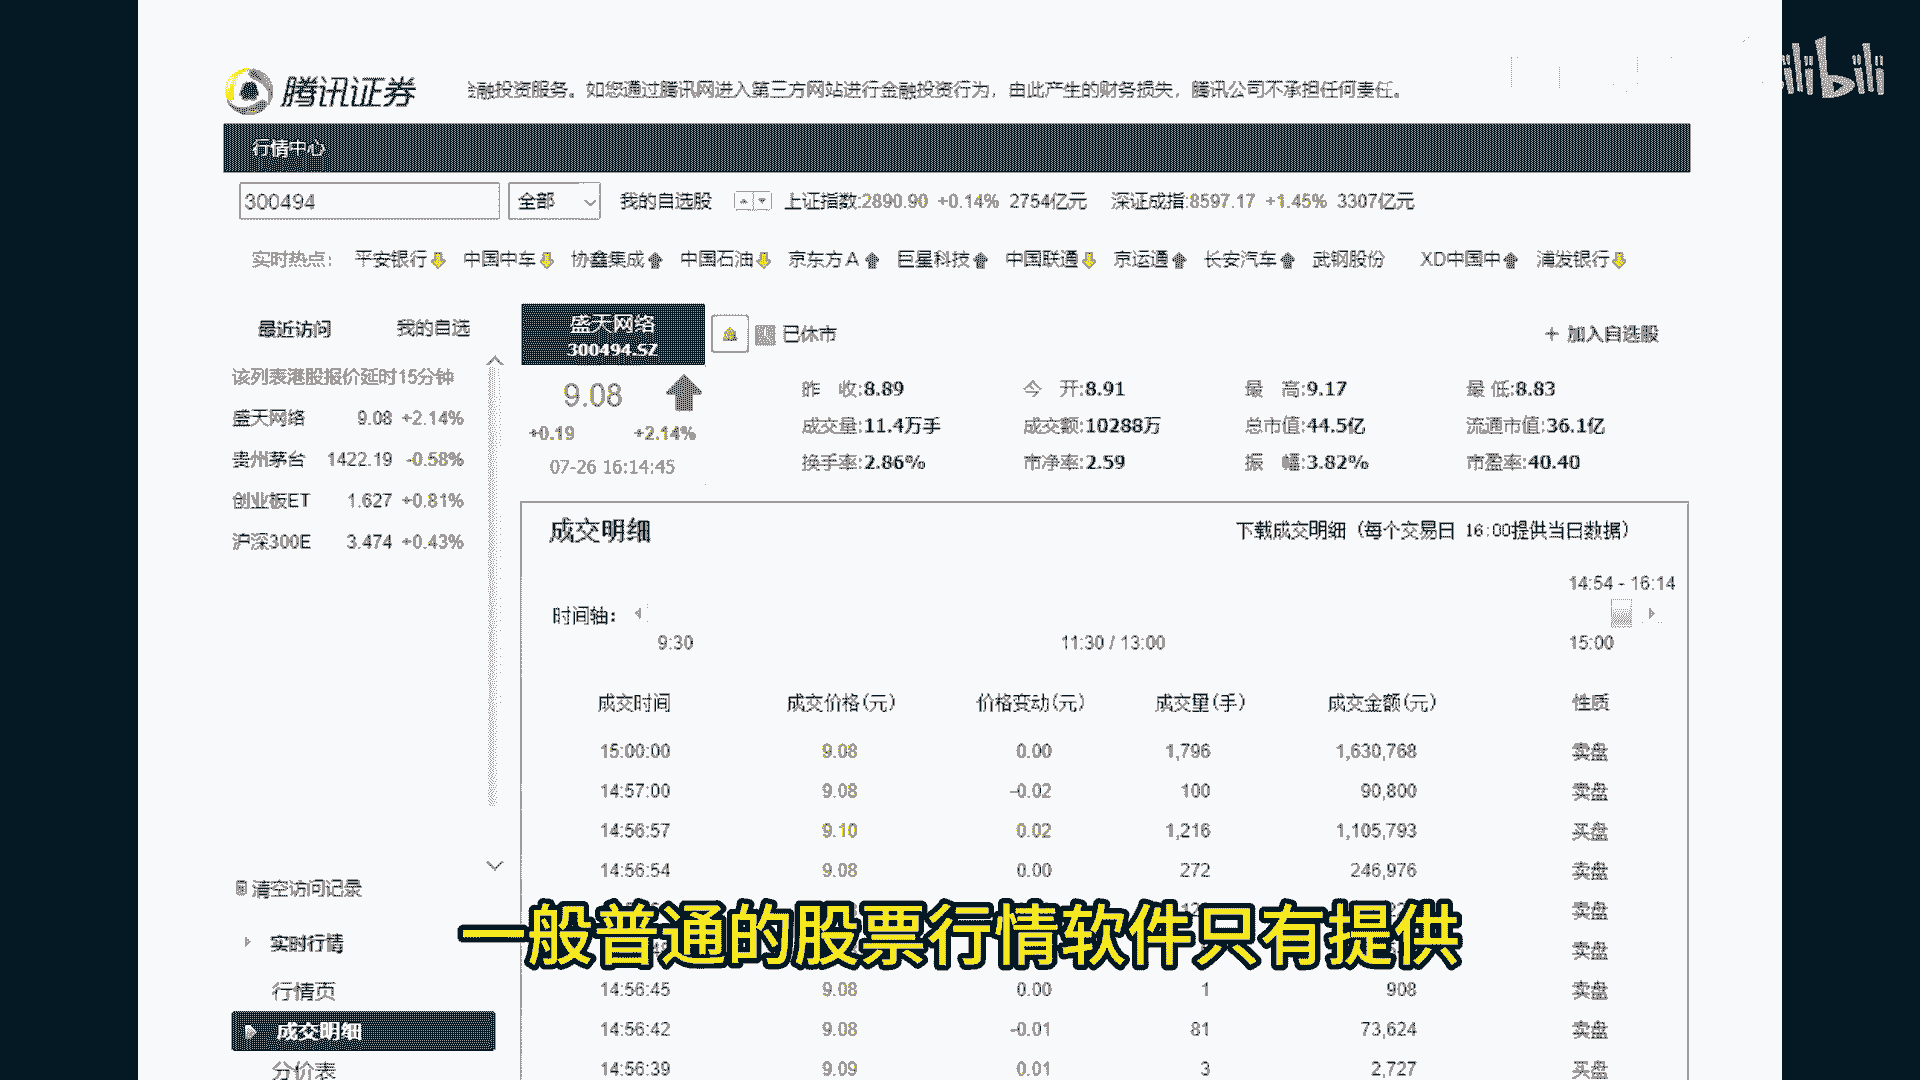 腾讯证券
金融投资服务。如您通过腾讯网进入第三方网站进行金融投资行为，由此产生的财务损失，腾讯公司不承担任何责任。
bilibili
行情中心
300494 全部 我的自选股 上证指数:2890.90 +0.14% 2754亿元 深证成指:8597.17 +1.45% 3307亿元
实时热点: 平安银行 中国中车 协鑫集成 中国石油 京东方A 巨星科技 中国联通 京运通 长安汽车 武钢股份 XD中国中 浦发银行
最近访问 我的自选
该列表港股报价延时15分钟
盛天网络 9.08 +2.14%
贵州茅台 1422.19 -0.58%
创业板ET 1.627 +0.81%
沪深300E 3.474 +0.43%
清空访问记录
实时行情
行情页
成交明细
分价表
盛天网络
300494.SZ
已休市
+ 加入自选股
9.08
+0.19 +2.14%
07-26 16:14:45
昨 收:8.89 今 开:8.91 最 高:9.17 最 低:8.83
成交量:11.4万手 成交额:10288万 总市值:44.5亿 流通市值:36.1亿
换手率:2.86% 市净率:2.59 振 幅:3.82% 市盈率:40.40
成交明细 下载成交明细 (每个交易日 16:00提供当日数据)
14:54 - 16:14
时间轴:
9:30 11:30 / 13:00 15:00
成交时间 成交价格(元) 价格变动(元) 成交量(手) 成交金额(元) 性质
15:00:00 9.08 0.00 1,796 1,630,768 卖盘
14:57:00 9.08 -0.02 100 90,800 卖盘
14:56:57 9.10 0.02 1,216 1,105,793 买盘
14:56:54 9.08 0.00 272 246,976 卖盘
卖盘
卖盘
一般普通的股票行情软件只有提供
14:56:45 9.08 0.00 1 908 卖盘
14:56:42 9.08 -0.01 81 73,624 卖盘
14:56:39 9.09 0.01 3 2,727 买盘